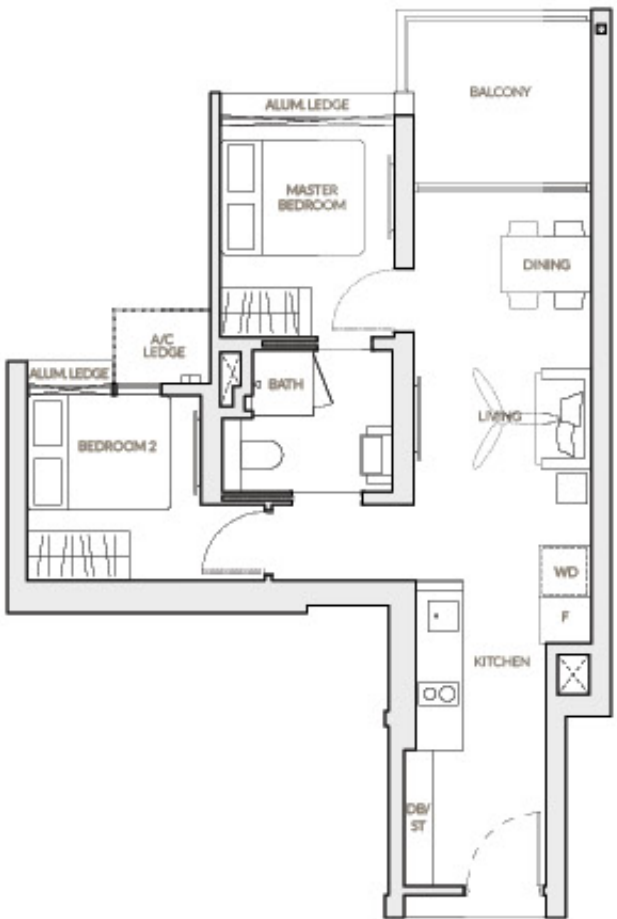 BALCONY
ALUM. LEDGE
MASTER
BEDROOM
DINING
A/C
LEDGE
ALUM. LEDGE
BATH
LIVING
BEDROOM 2
WD
F
KITCHEN
DB/
ST